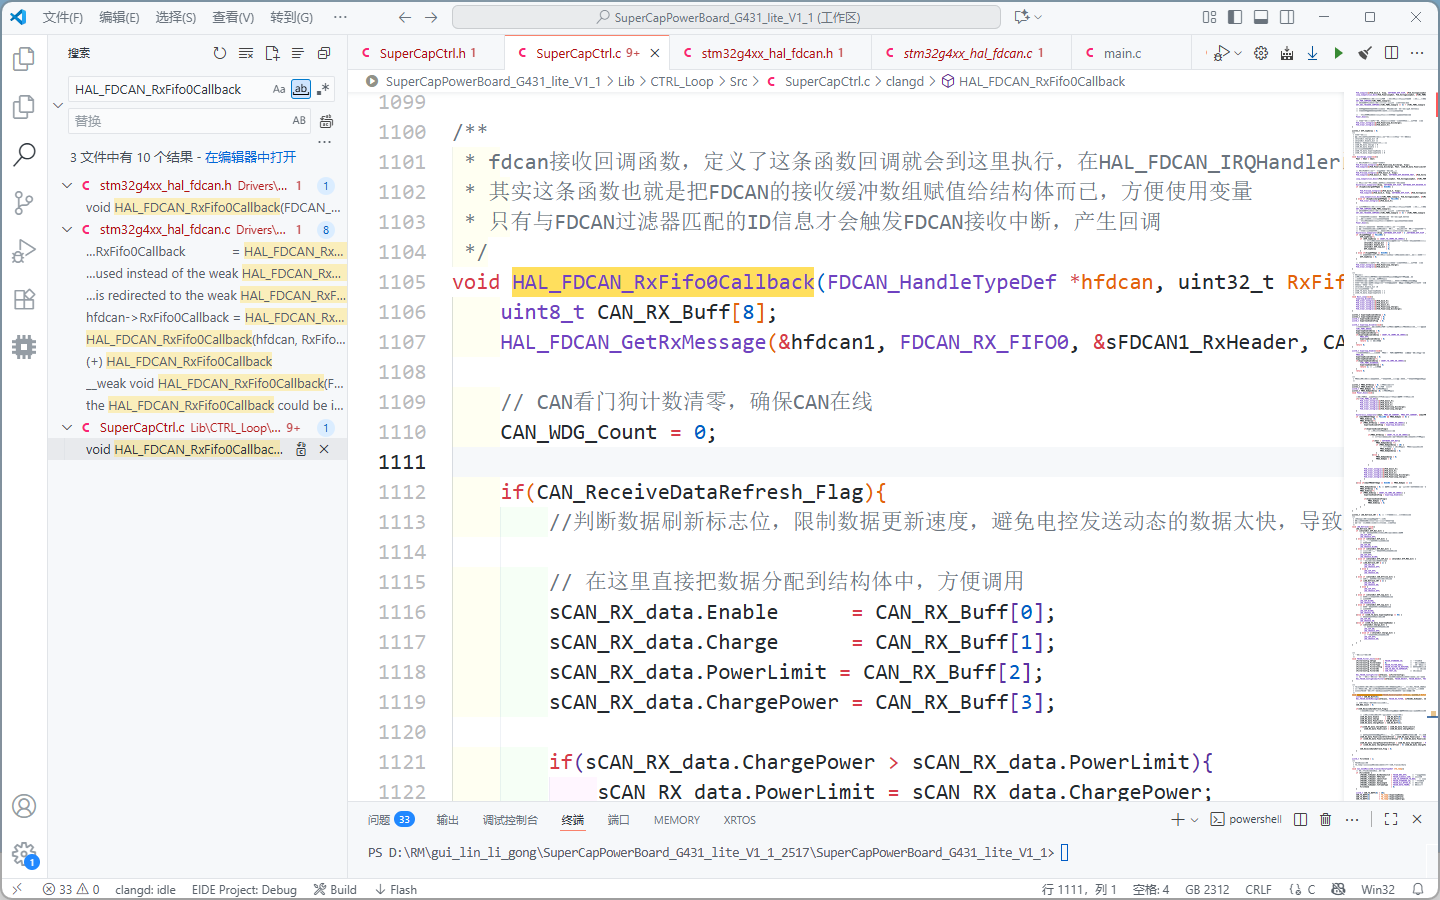 文件(F) 编辑(E) 选择(S) 查看(V) 转到(G) ··· SuperCapPowerBoard_G431_lite_V1_1 (工作区)
搜索
SuperCapCtrl.h 1 SuperCapCtrl.c 9+ stm32g4xx_hal_fdcan.h 1 stm32g4xx_hal_fdcan.c 1 main.c
SuperCapPowerBoard_G431_lite_V1_1 > Lib > CTRL_Loop > Src > C SuperCapCtrl.c > clangd > HAL_FDCAN_RxFifo0Callback
HAL_FDCAN_RxFifo0Callback Aa ab
替换 AB
3 文件中有 10 个结果 - 在编辑器中打开
C stm32g4xx_hal_fdcan.h Drivers\... 1 1
void HAL_FDCAN_RxFifo0Callback(FDCAN_...
C stm32g4xx_hal_fdcan.c Drivers\... 1 8
...RxFifo0Callback = HAL_FDCAN_Rx...
...used instead of the weak HAL_FDCAN_Rx...
...is redirected to the weak HAL_FDCAN_RxF...
hfdcan->RxFifo0Callback = HAL_FDCAN_Rx...
HAL_FDCAN_RxFifo0Callback(hfdcan, RxFifo...
(+) HAL_FDCAN_RxFifo0Callback
__weak void HAL_FDCAN_RxFifo0Callback(F...
the HAL_FDCAN_RxFifo0Callback could be i...
C SuperCapCtrl.c Lib\CTRL_Loop\... 9+ 1
void HAL_FDCAN_RxFifo0Callbac...
1099
1100 /**
1101 * fdcan接收回调函数，定义了这条函数回调就会到这里执行，在HAL_FDCAN_IRQHandler
1102 * 其实这条函数也就是把FDCAN的接收缓冲数组赋值给结构体而己，方便使用变量
1103 * 只有与FDCAN过滤器匹配的ID信息才会触发FDCAN接收中断，产生回调
1104 */
1105 void HAL_FDCAN_RxFifo0Callback(FDCAN_HandleTypeDef *hfdcan, uint32_t RxFif
1106 uint8_t CAN_RX_Buff[8];
1107 HAL_FDCAN_GetRxMessage(&hfdcan1, FDCAN_RX_FIFO0, &sFDCAN1_RxHeader, CA
1108
1109 // CAN看门狗计数清零，确保CAN在线
1110 CAN_WDG_Count = 0;
1111
1112 if(CAN_ReceiveDataRefresh_Flag){
1113 //判断数据刷新标志位，限制数据更新速度，避免电控发送动态的数据太快，导致
1114
1115 // 在这里直接把数据分配到结构体中，方便调用
1116 sCAN_RX_data.Enable = CAN_RX_Buff[0];
1117 sCAN_RX_data.Charge = CAN_RX_Buff[1];
1118 sCAN_RX_data.PowerLimit = CAN_RX_Buff[2];
1119 sCAN_RX_data.ChargePower = CAN_RX_Buff[3];
1120
1121 if(sCAN_RX_data.ChargePower > sCAN_RX_data.PowerLimit){
1122 sCAN_RX_data.PowerLimit = sCAN_RX_data.ChargePower;
问题 33 输出 调试控制台 终端 端口 MEMORY XRTOS powershell
PS D:\RM\gui_lin_li_gong\SuperCapPowerBoard_G431_lite_V1_1_2517\SuperCapPowerBoard_G431_lite_V1_1>
1
33 0 clangd: idle EIDE Project: Debug Build Flash 行 1111，列 1 空格: 4 GB 2312 CRLF C Win32